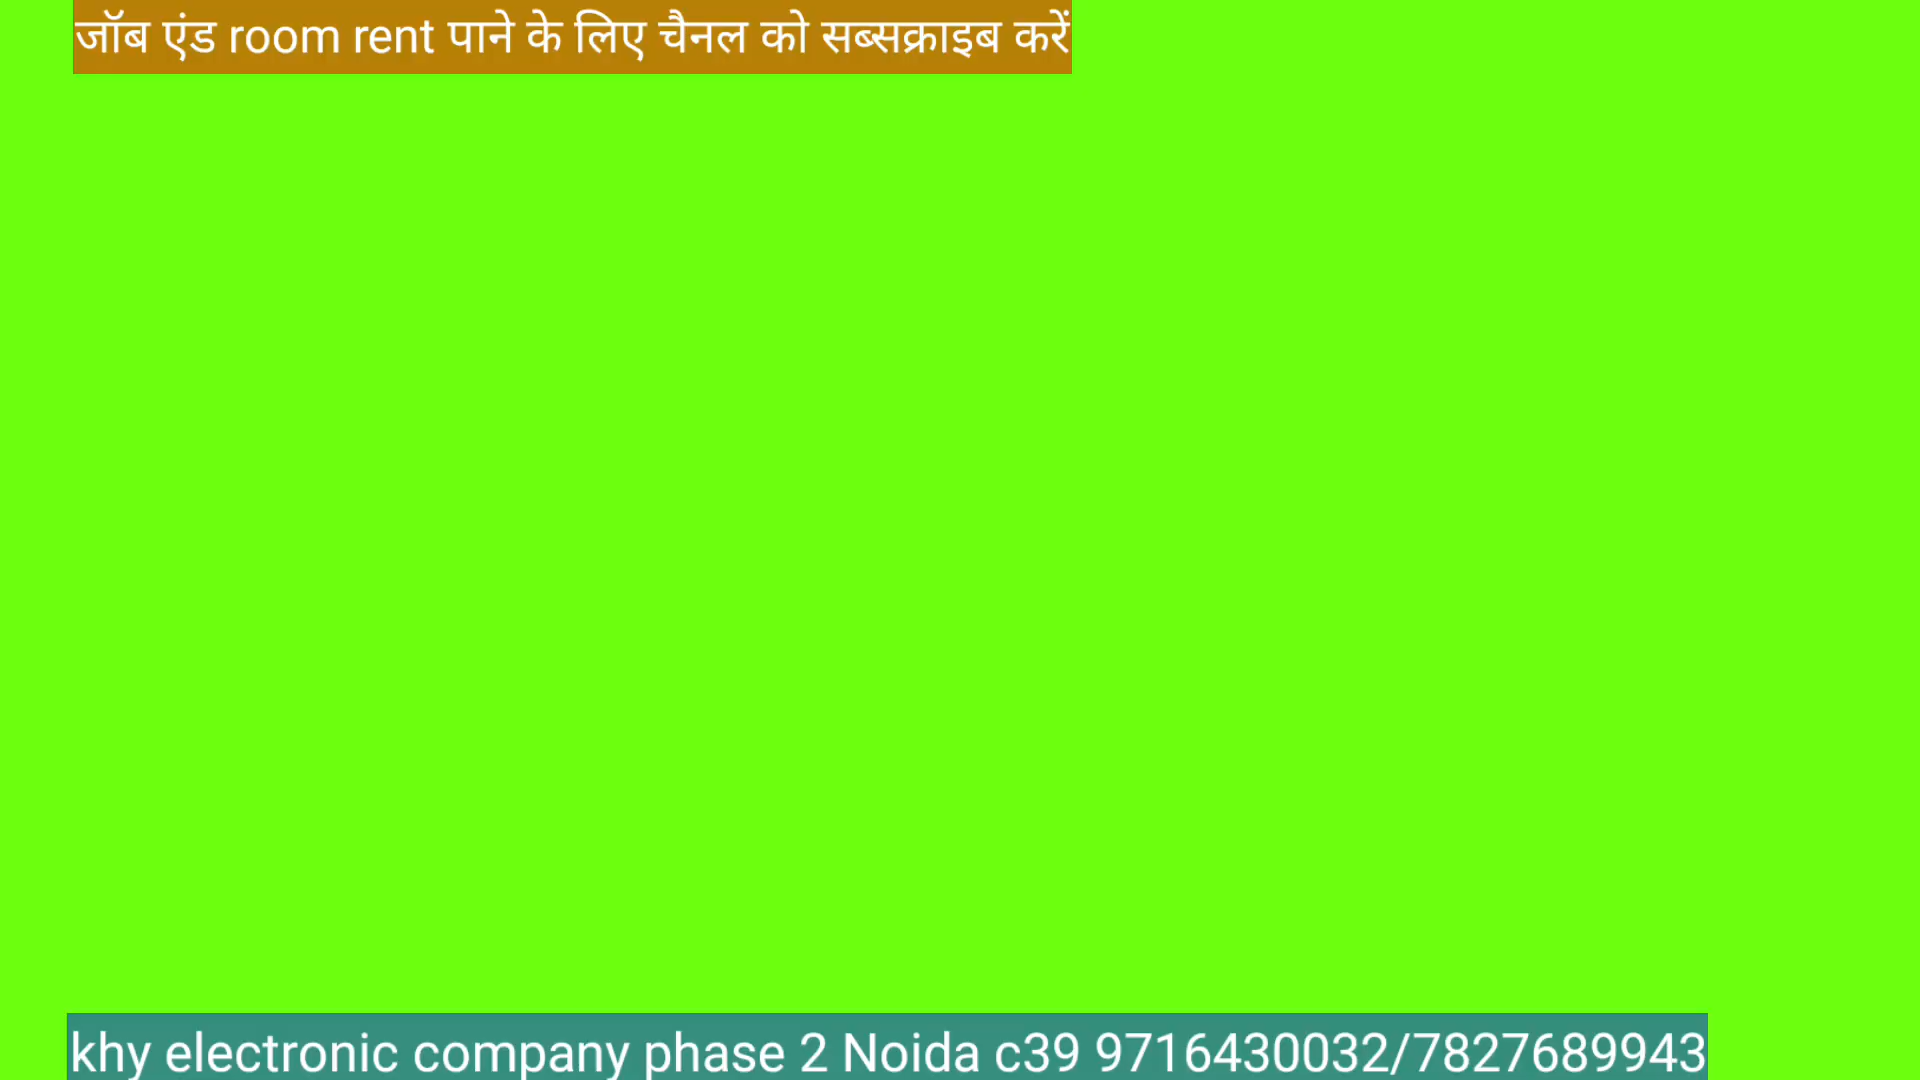 जॉब एंड room rent पाने के लिए चैनल को सब्सक्राइब करें
khy electronic company phase 2 Noida c39 9716430032/7827689943